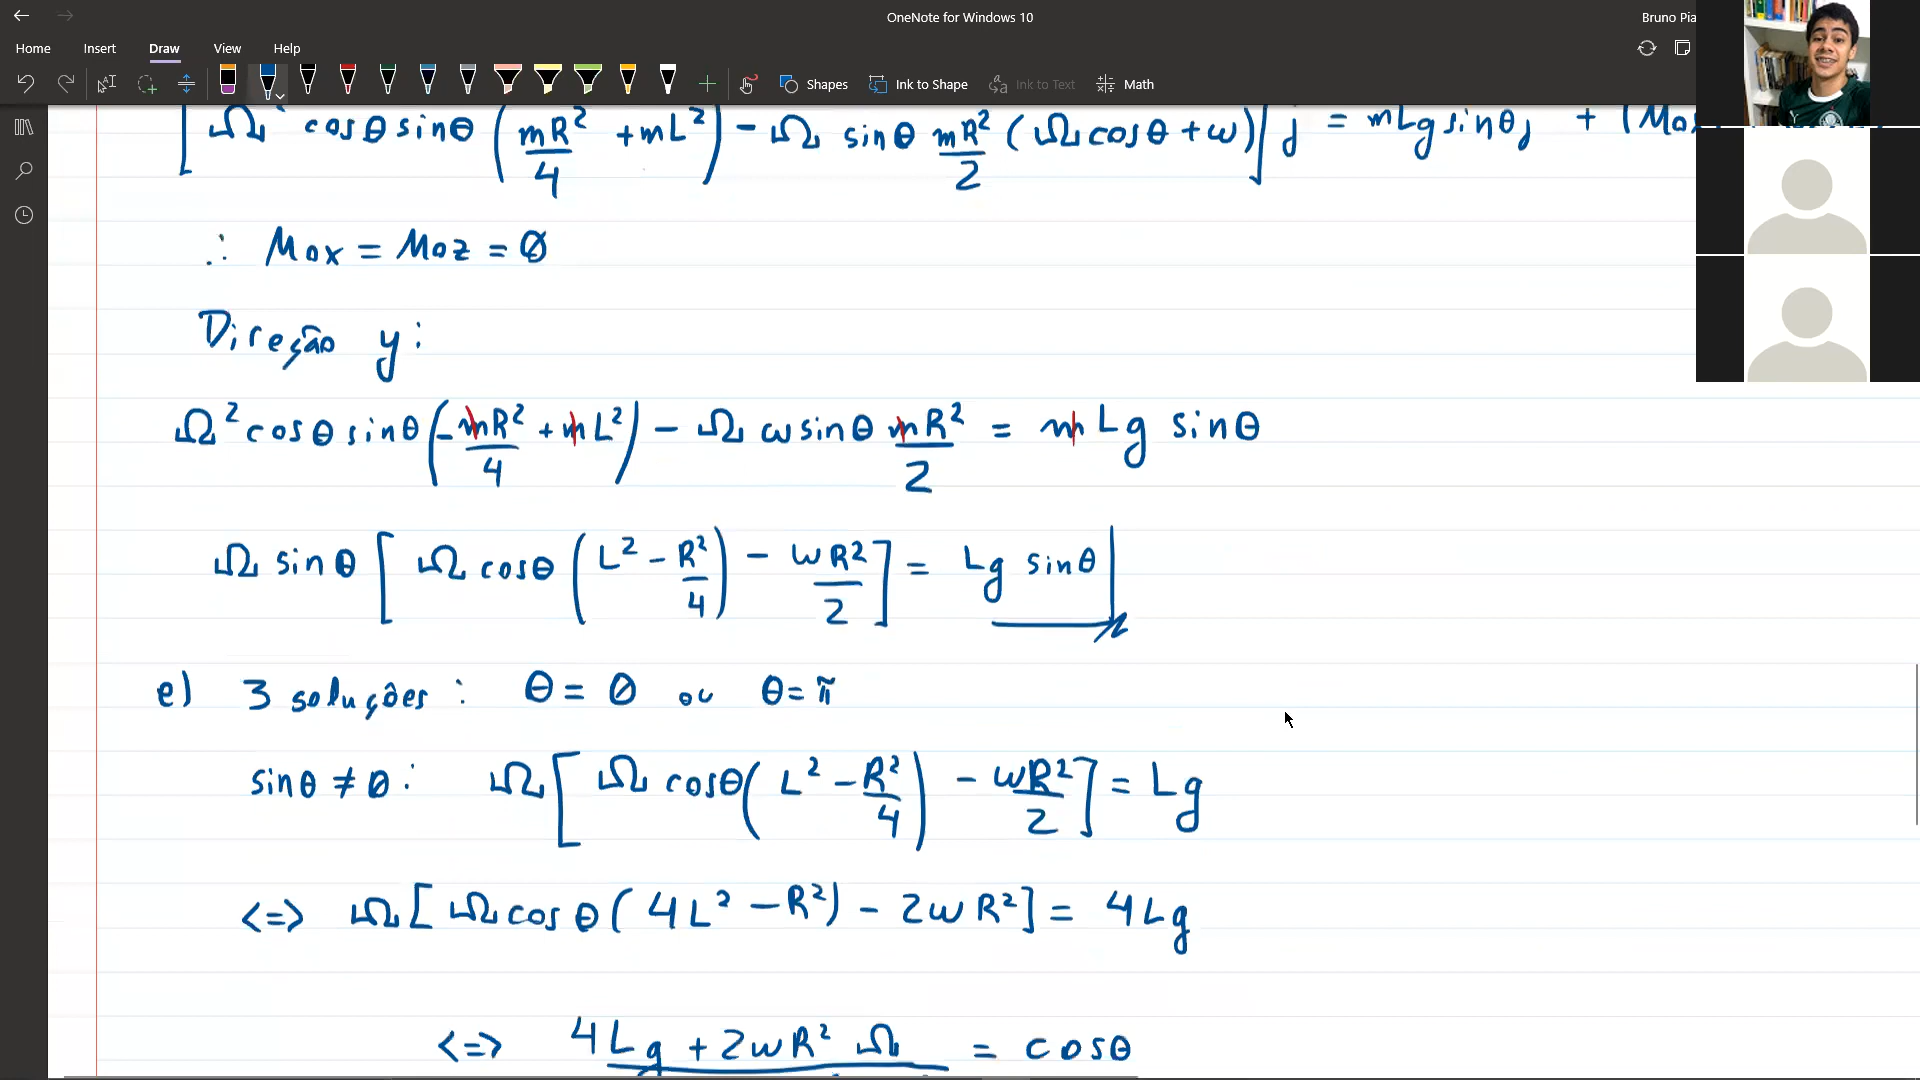 OneNote for Windows 10
Bruno Pia
Home Insert Draw View Help
Shapes Ink to Shape Ink to Text Math
[Ω² cosθ sinθ (mR²/4 + mL²) - Ω sinθ mR²/2 (Ω cosθ + ω)] j = mLg sinθ j + (Mox
∴ Mox = Moz = 0
Direção y:
Ω² cosθ sinθ (-mR²/4 + mL²) - Ω ω sinθ mR²/2 = mLg sinθ
Ω sinθ [Ω cosθ (L² - R²/4) - ωR²/2] = Lg sinθ
e) 3 soluções: θ = 0 ou θ = π
sinθ ≠ 0: Ω[Ω cosθ(L² - R²/4) - ωR²/2] = Lg
<=> Ω[Ω cosθ(4L² - R²) - 2ωR²] = 4Lg
<=> 4Lg + 2ωR² Ω = cosθ